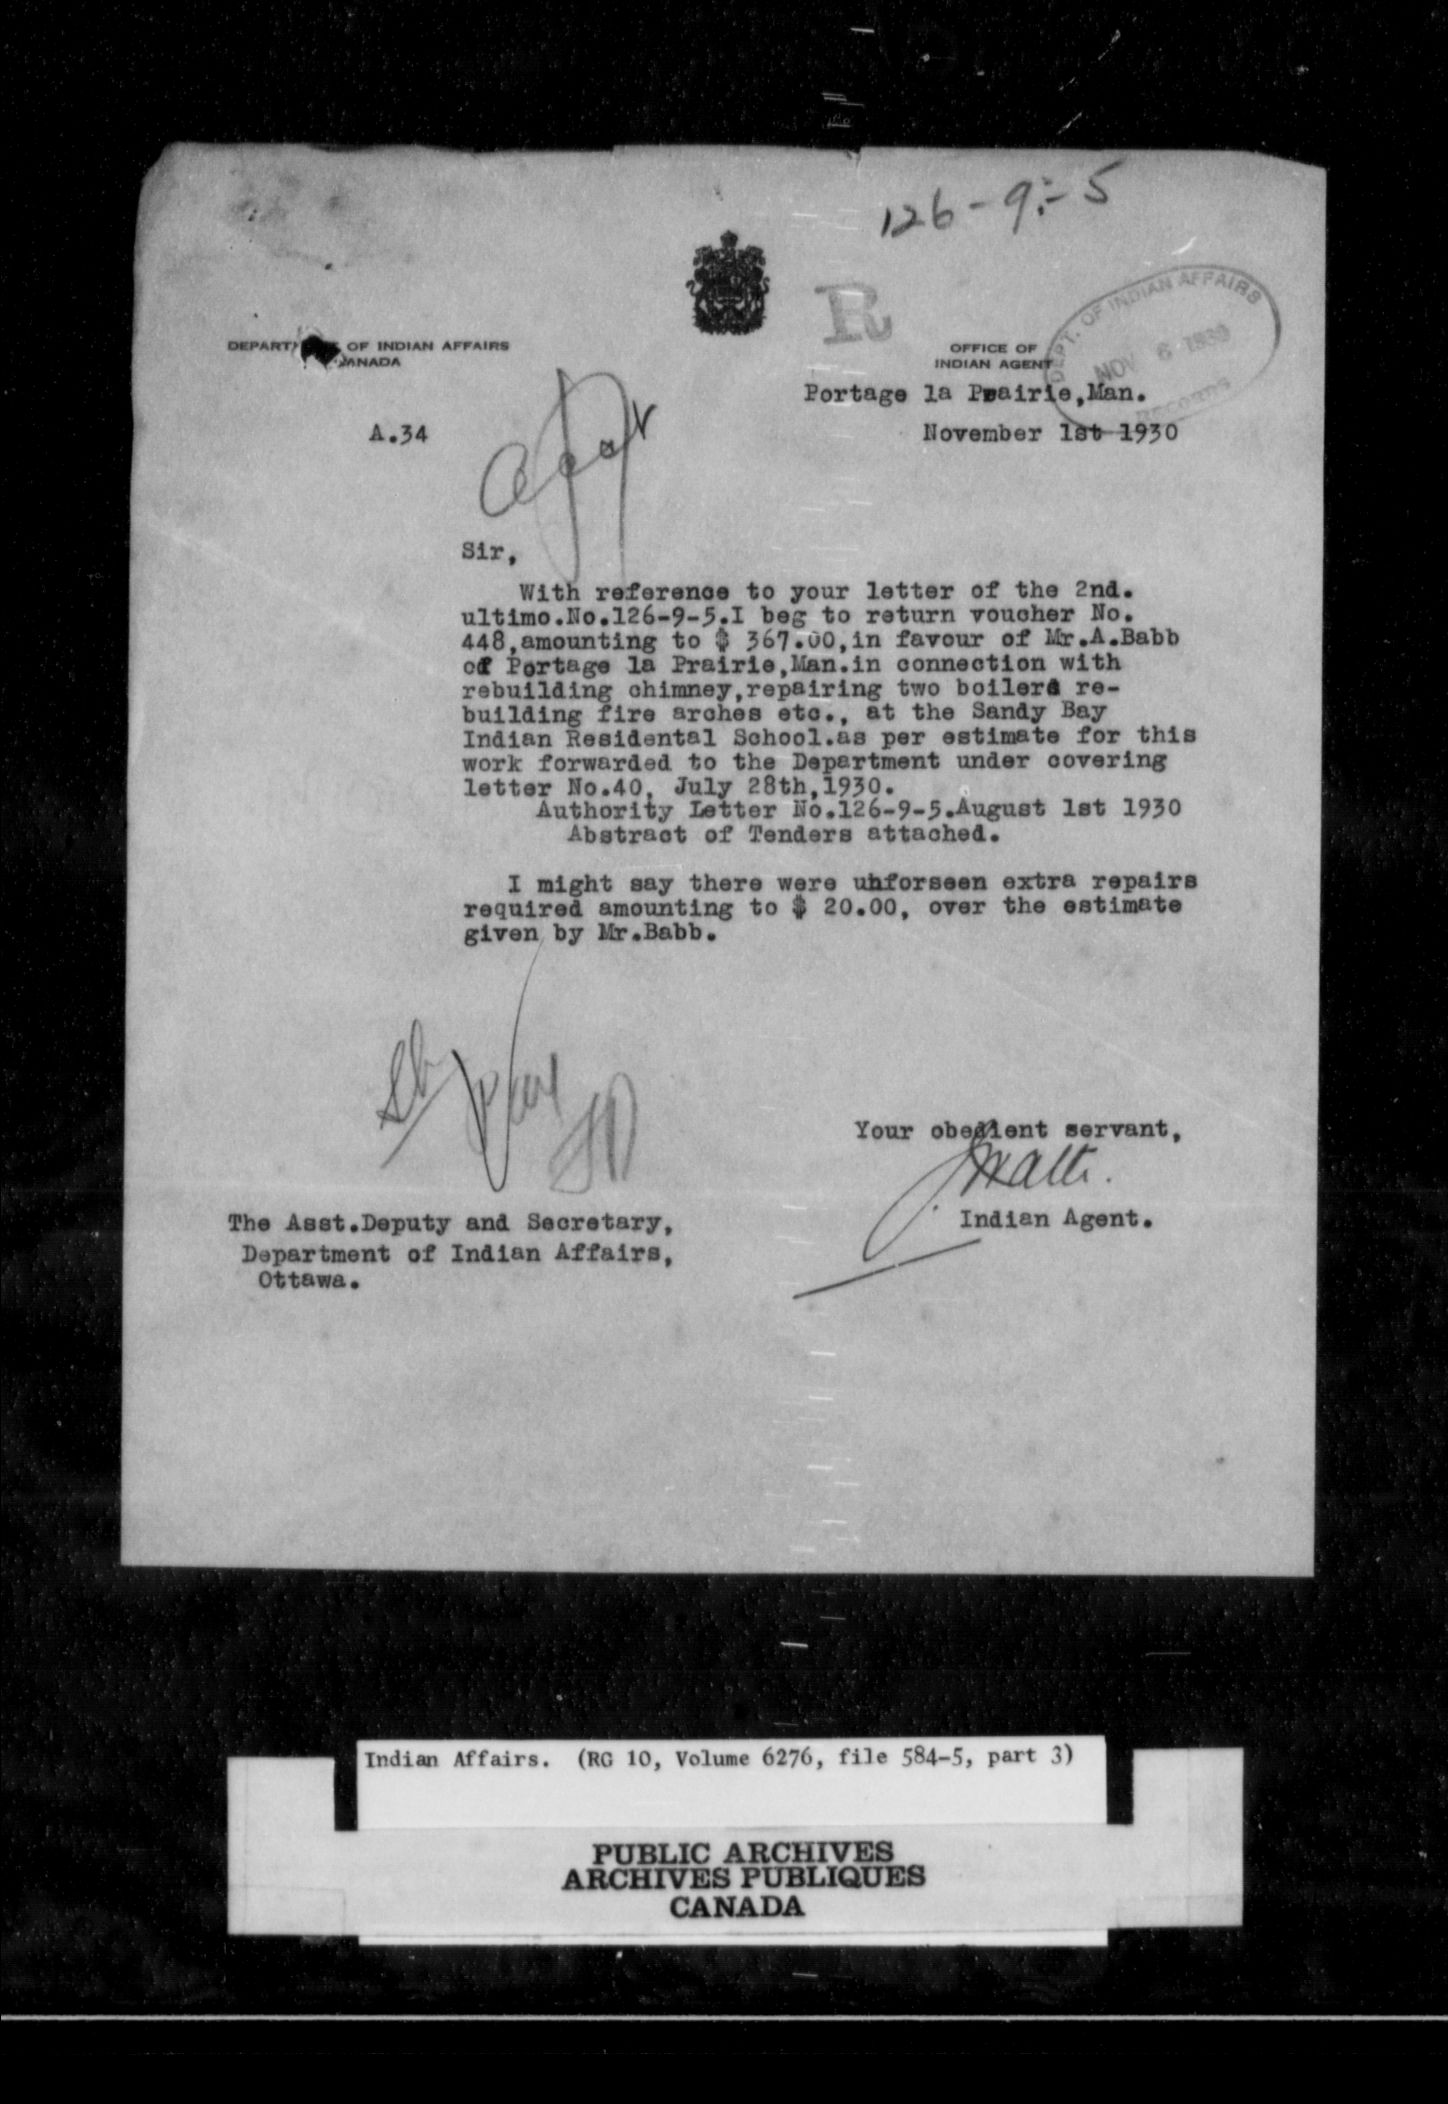 126-9-5
R
DEPT. OF INDIAN AFFAIRS
NOV 6 1930
RECORDS
OF INDIAN AFFAIRS
CANADA
OFFICE OF
INDIAN AGENT
Portage la Prairie,Man.
A.34
November 1st 1930
Sir,
With reference to your letter of the 2nd.
ultimo.No.126-9-5.I beg to return voucher No.
448,amounting to $ 367.00,in favour of Mr.A.Babb
of Portage la Prairie,Man.in connection with
rebuilding chimney,repairing two boilers re-
building fire arches etc., at the Sandy Bay
Indian Residental School.as per estimate for this
work forwarded to the Department under covering
letter No.40, July 28th,1930.
Authority Letter No.126-9-5.August 1st 1930
Abstract of Tenders attached.
I might say there were unforseen extra repairs
required amounting to $ 20.00, over the estimate
given by Mr.Babb.
Your obedient servant,
Indian Agent.
The Asst.Deputy and Secretary,
Department of Indian Affairs,
Ottawa.
Indian Affairs. (RG 10, Volume 6276, file 584-5, part 3)
PUBLIC ARCHIVES
ARCHIVES PUBLIQUES
CANADA